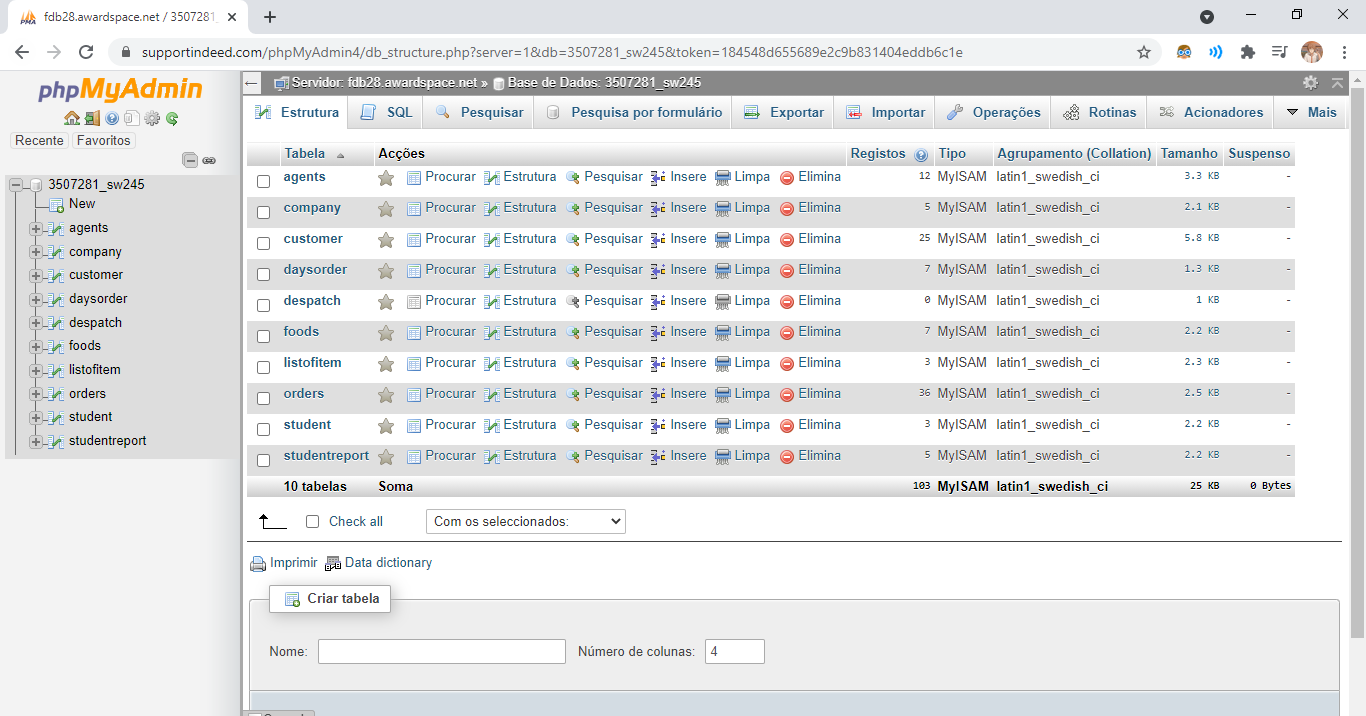 fdb28.awardspace.net / 3507281_
supportindeed.com/phpMyAdmin4/db_structure.php?server=1&db=3507281_sw245&token=184548d655689e2c9b831404eddb6c1e
phpMyAdmin
Recente Favoritos
3507281_sw245
New
agents
company
customer
daysorder
despatch
foods
listofitem
orders
student
studentreport
Servidor: fdb28.awardspace.net » Base de Dados: 3507281_sw245
Estrutura SQL Pesquisar Pesquisa por formulário Exportar Importar Operações Rotinas Acionadores Mais
Tabela Acções Registos Tipo Agrupamento (Collation) Tamanho Suspenso
agents Procurar Estrutura Pesquisar Insere Limpa Elimina 12 MyISAM latin1_swedish_ci 3.3 KB -
company Procurar Estrutura Pesquisar Insere Limpa Elimina 5 MyISAM latin1_swedish_ci 2.1 KB -
customer Procurar Estrutura Pesquisar Insere Limpa Elimina 25 MyISAM latin1_swedish_ci 5.8 KB -
daysorder Procurar Estrutura Pesquisar Insere Limpa Elimina 7 MyISAM latin1_swedish_ci 1.3 KB -
despatch Procurar Estrutura Pesquisar Insere Limpa Elimina 0 MyISAM latin1_swedish_ci 1 KB -
foods Procurar Estrutura Pesquisar Insere Limpa Elimina 7 MyISAM latin1_swedish_ci 2.2 KB -
listofitem Procurar Estrutura Pesquisar Insere Limpa Elimina 3 MyISAM latin1_swedish_ci 2.3 KB -
orders Procurar Estrutura Pesquisar Insere Limpa Elimina 36 MyISAM latin1_swedish_ci 2.5 KB -
student Procurar Estrutura Pesquisar Insere Limpa Elimina 3 MyISAM latin1_swedish_ci 2.2 KB -
studentreport Procurar Estrutura Pesquisar Insere Limpa Elimina 5 MyISAM latin1_swedish_ci 2.2 KB -
10 tabelas Soma 103 MyISAM latin1_swedish_ci 25 KB 0 Bytes
Check all Com os seleccionados:
Imprimir Data dictionary
Criar tabela
Nome: Número de colunas: 4